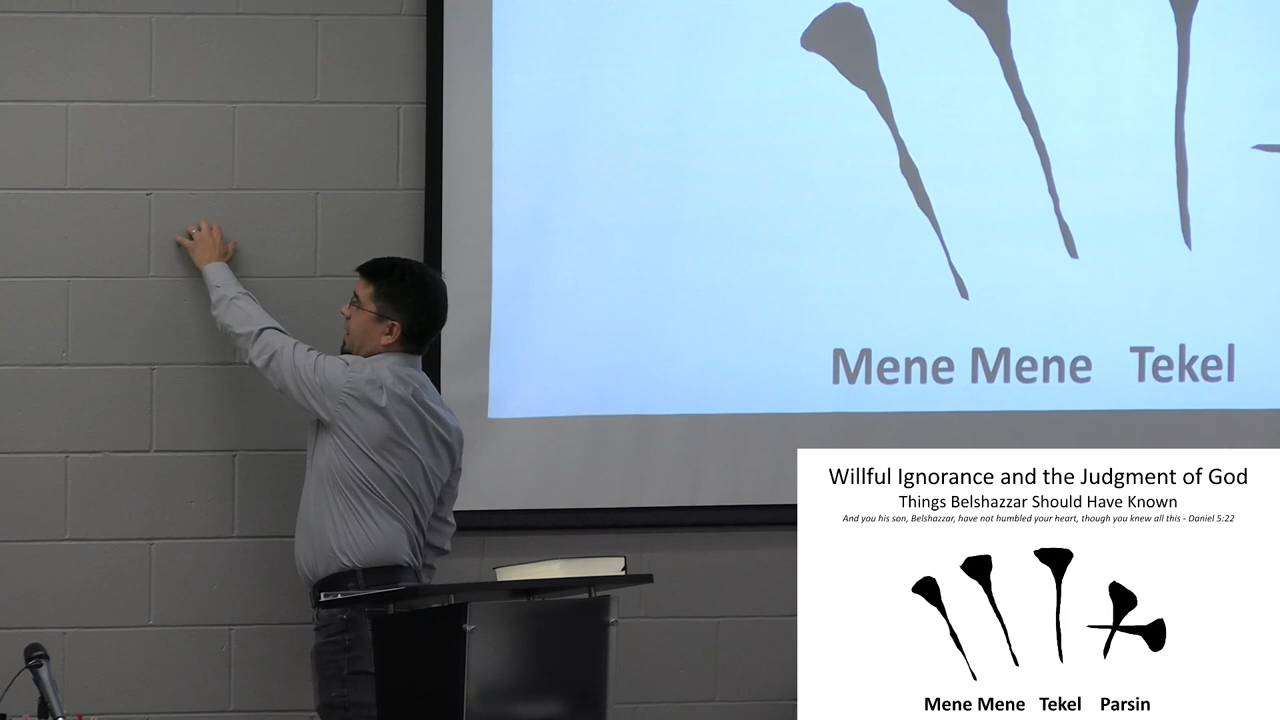 Mene Mene Tekel
Willful Ignorance and the Judgment of God
Things Belshazzar Should Have Known
And you his son, Belshazzar, have not humbled your heart, though you knew all this - Daniel 5:22
Mene Mene Tekel Parsin